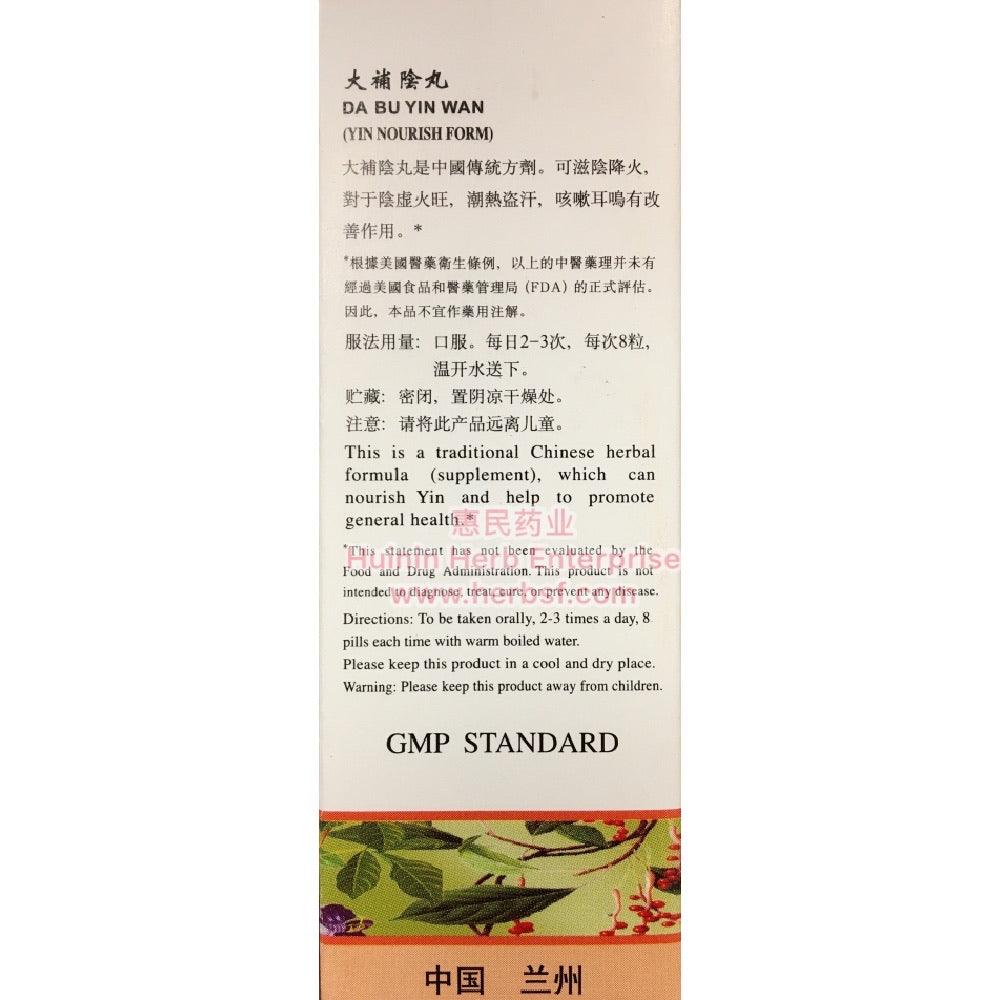 大補陰丸
DA BU YIN WAN
(YIN NOURISH FORM)
大補陰丸是中國傳統方劑。可滋陰降火，
對于陰虛火旺，潮熱盜汗，咳嗽耳鳴有改
善作用。*
*根據美國醫藥衛生條例，以上的中醫藥理并未有
經過美國食品和醫藥管理局（FDA）的正式評估。
因此，本品不宜作藥用注解。
服法用量：口服。每日2-3次，每次8粒，
温开水送下。
贮藏：密闭，置阴凉干燥处。
注意：请将此产品远离儿童。
This is a traditional Chinese herbal
formula (supplement), which can
nourish Yin and help to promote
general health.*
惠民药业
*This statement has not been evaluated by the
Huimin Herb Enterprise
Food and Drug Administration. This product is not
intended to diagnose, treat, cure, or prevent any disease.
www.herbsf.com
Directions: To be taken orally, 2-3 times a day, 8
pills each time with warm boiled water.
Please keep this product in a cool and dry place.
Warning: Please keep this product away from children.
GMP STANDARD
中国 兰州